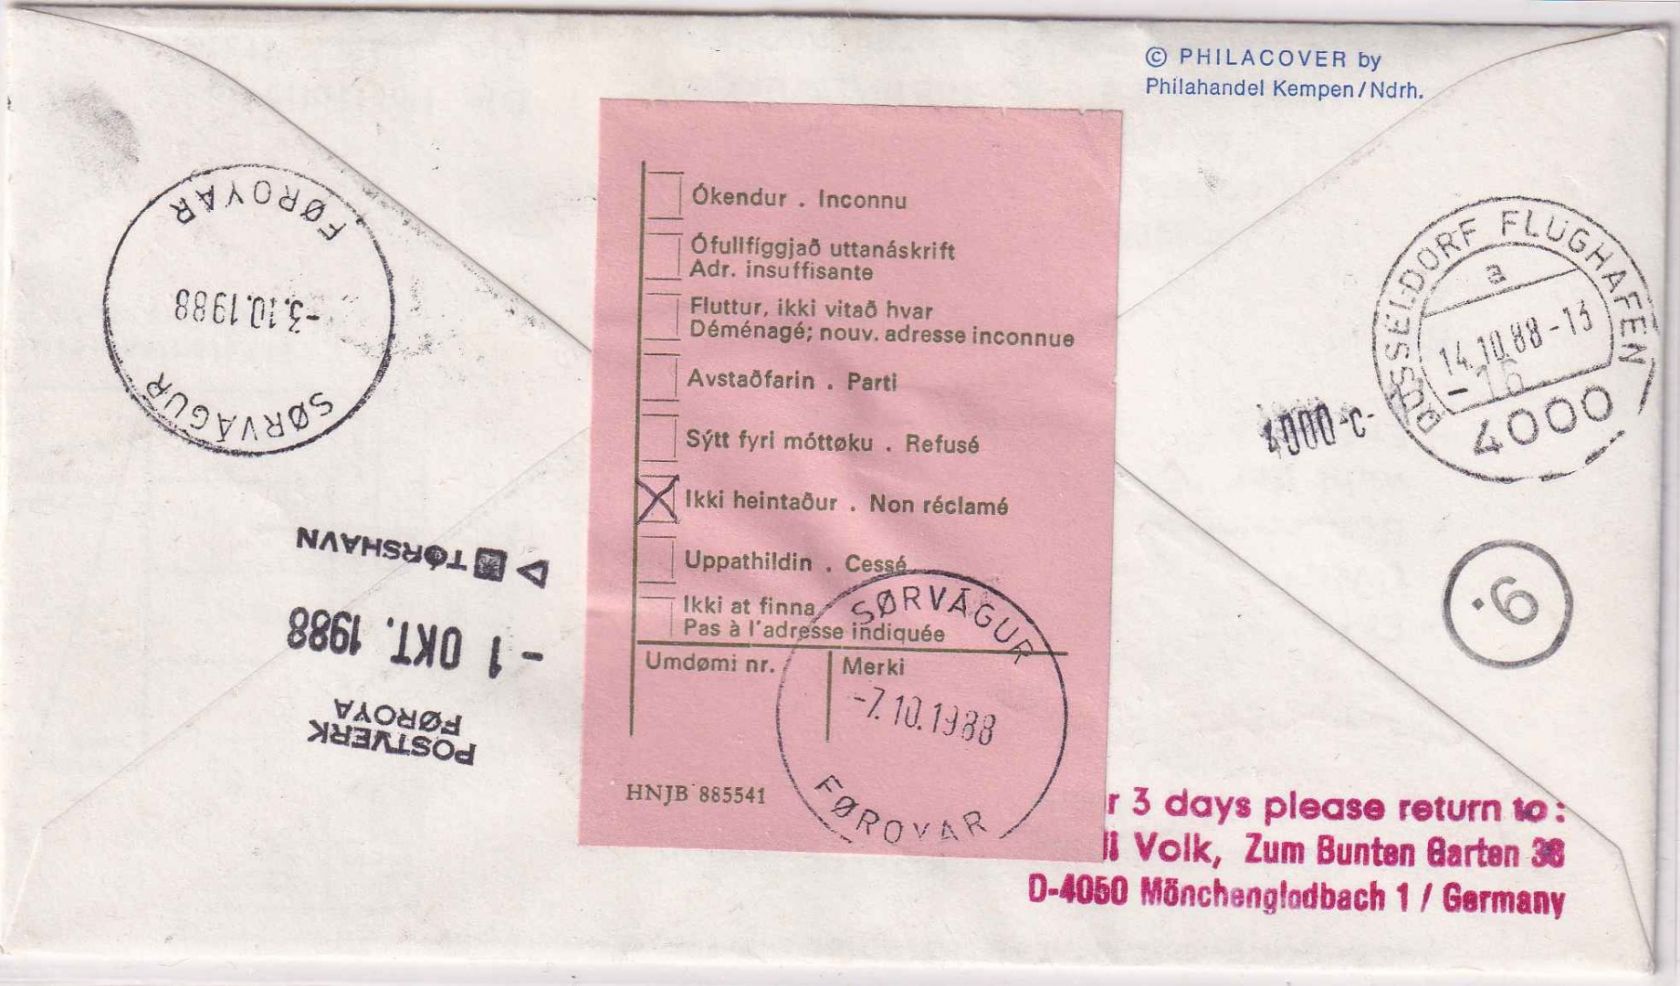 © PHILACOVER by
Philahandel Kempen/Ndrh.
FØROYAR
-3.10.1988
SØRVÁGUR
TÓRSHAVN
- 1 OKT. 1988
POSTVERK
FØROYA
Ókendur . Inconnu
Ófullfíggjað uttanáskrift
Adr. insuffisante
Fluttur, ikki vitað hvar
Déménagé; nouv. adresse inconnue
Avstaðfarin . Parti
Sýtt fyri móttøku . Refusé
Ikki heintaður . Non réclamé
Uppathildin . Cessé
Ikki at finna
Pas à l'adresse indiquée
Umdømi nr.
Merki
HNJB 885541
SØRVÁGUR
-7.10.1988
FØROYAR
DÜSSELDORF FLUGHAFEN
a
14.10.88-13
-16
4000
4000-C-
9.
r 3 days please return to:
li Volk, Zum Bunten Garten 36
D-4050 Mönchengladbach 1 / Germany